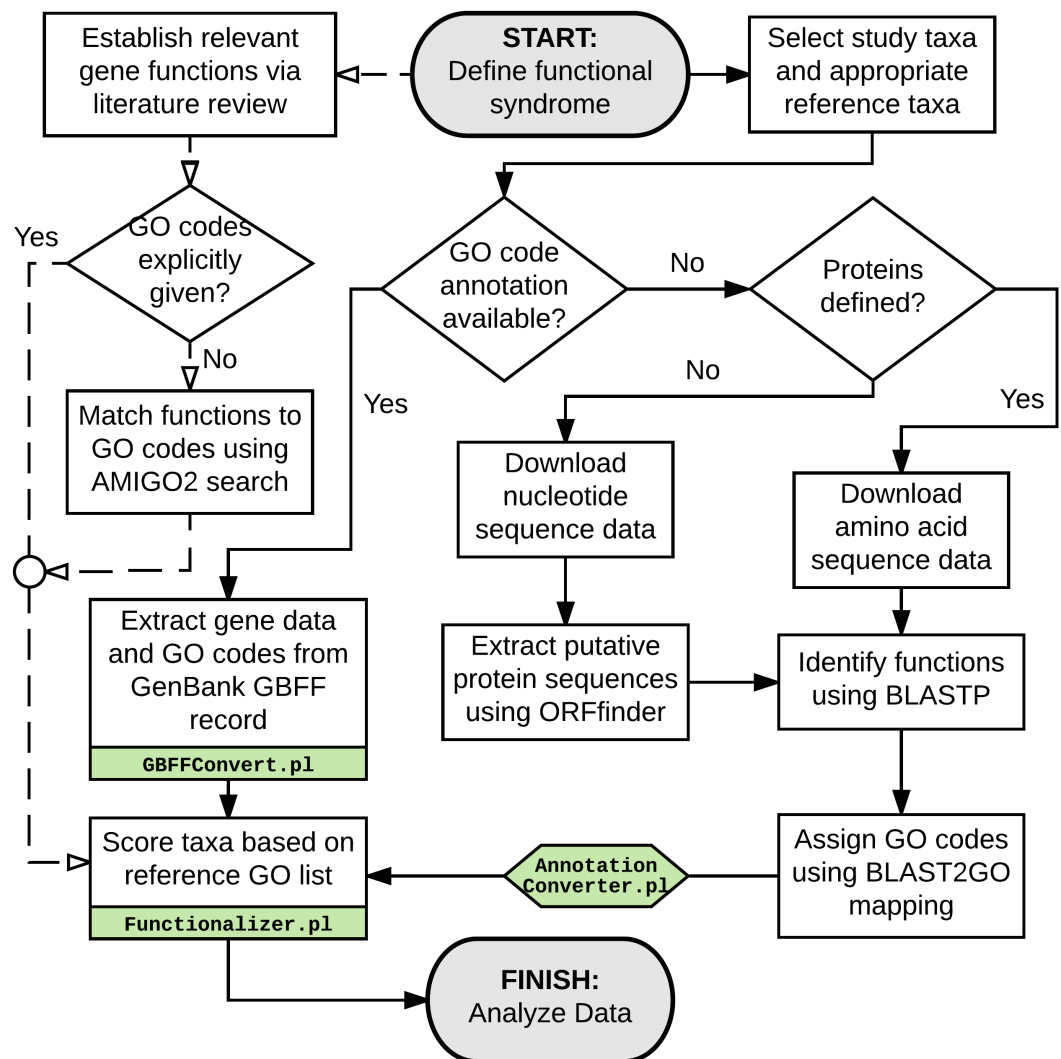 Establish relevant
gene functions via
literature review
START:
Define functional
syndrome
Select study taxa
and appropriate
reference taxa
Yes
GO codes
explicitly
given?
No
GO code
annotation
available?
No
Proteins
defined?
No
Yes
Yes
Match functions to
GO codes using
AMIGO2 search
Download
nucleotide
sequence data
Download
amino acid
sequence data
Extract gene data
and GO codes from
GenBank GBFF
record
GBFFConvert.pl
Extract putative
protein sequences
using ORFfinder
Identify functions
using BLASTP
Score taxa based on
reference GO list
Functionalizer.pl
Annotation
Converter.pl
Assign GO codes
using BLAST2GO
mapping
FINISH:
Analyze Data